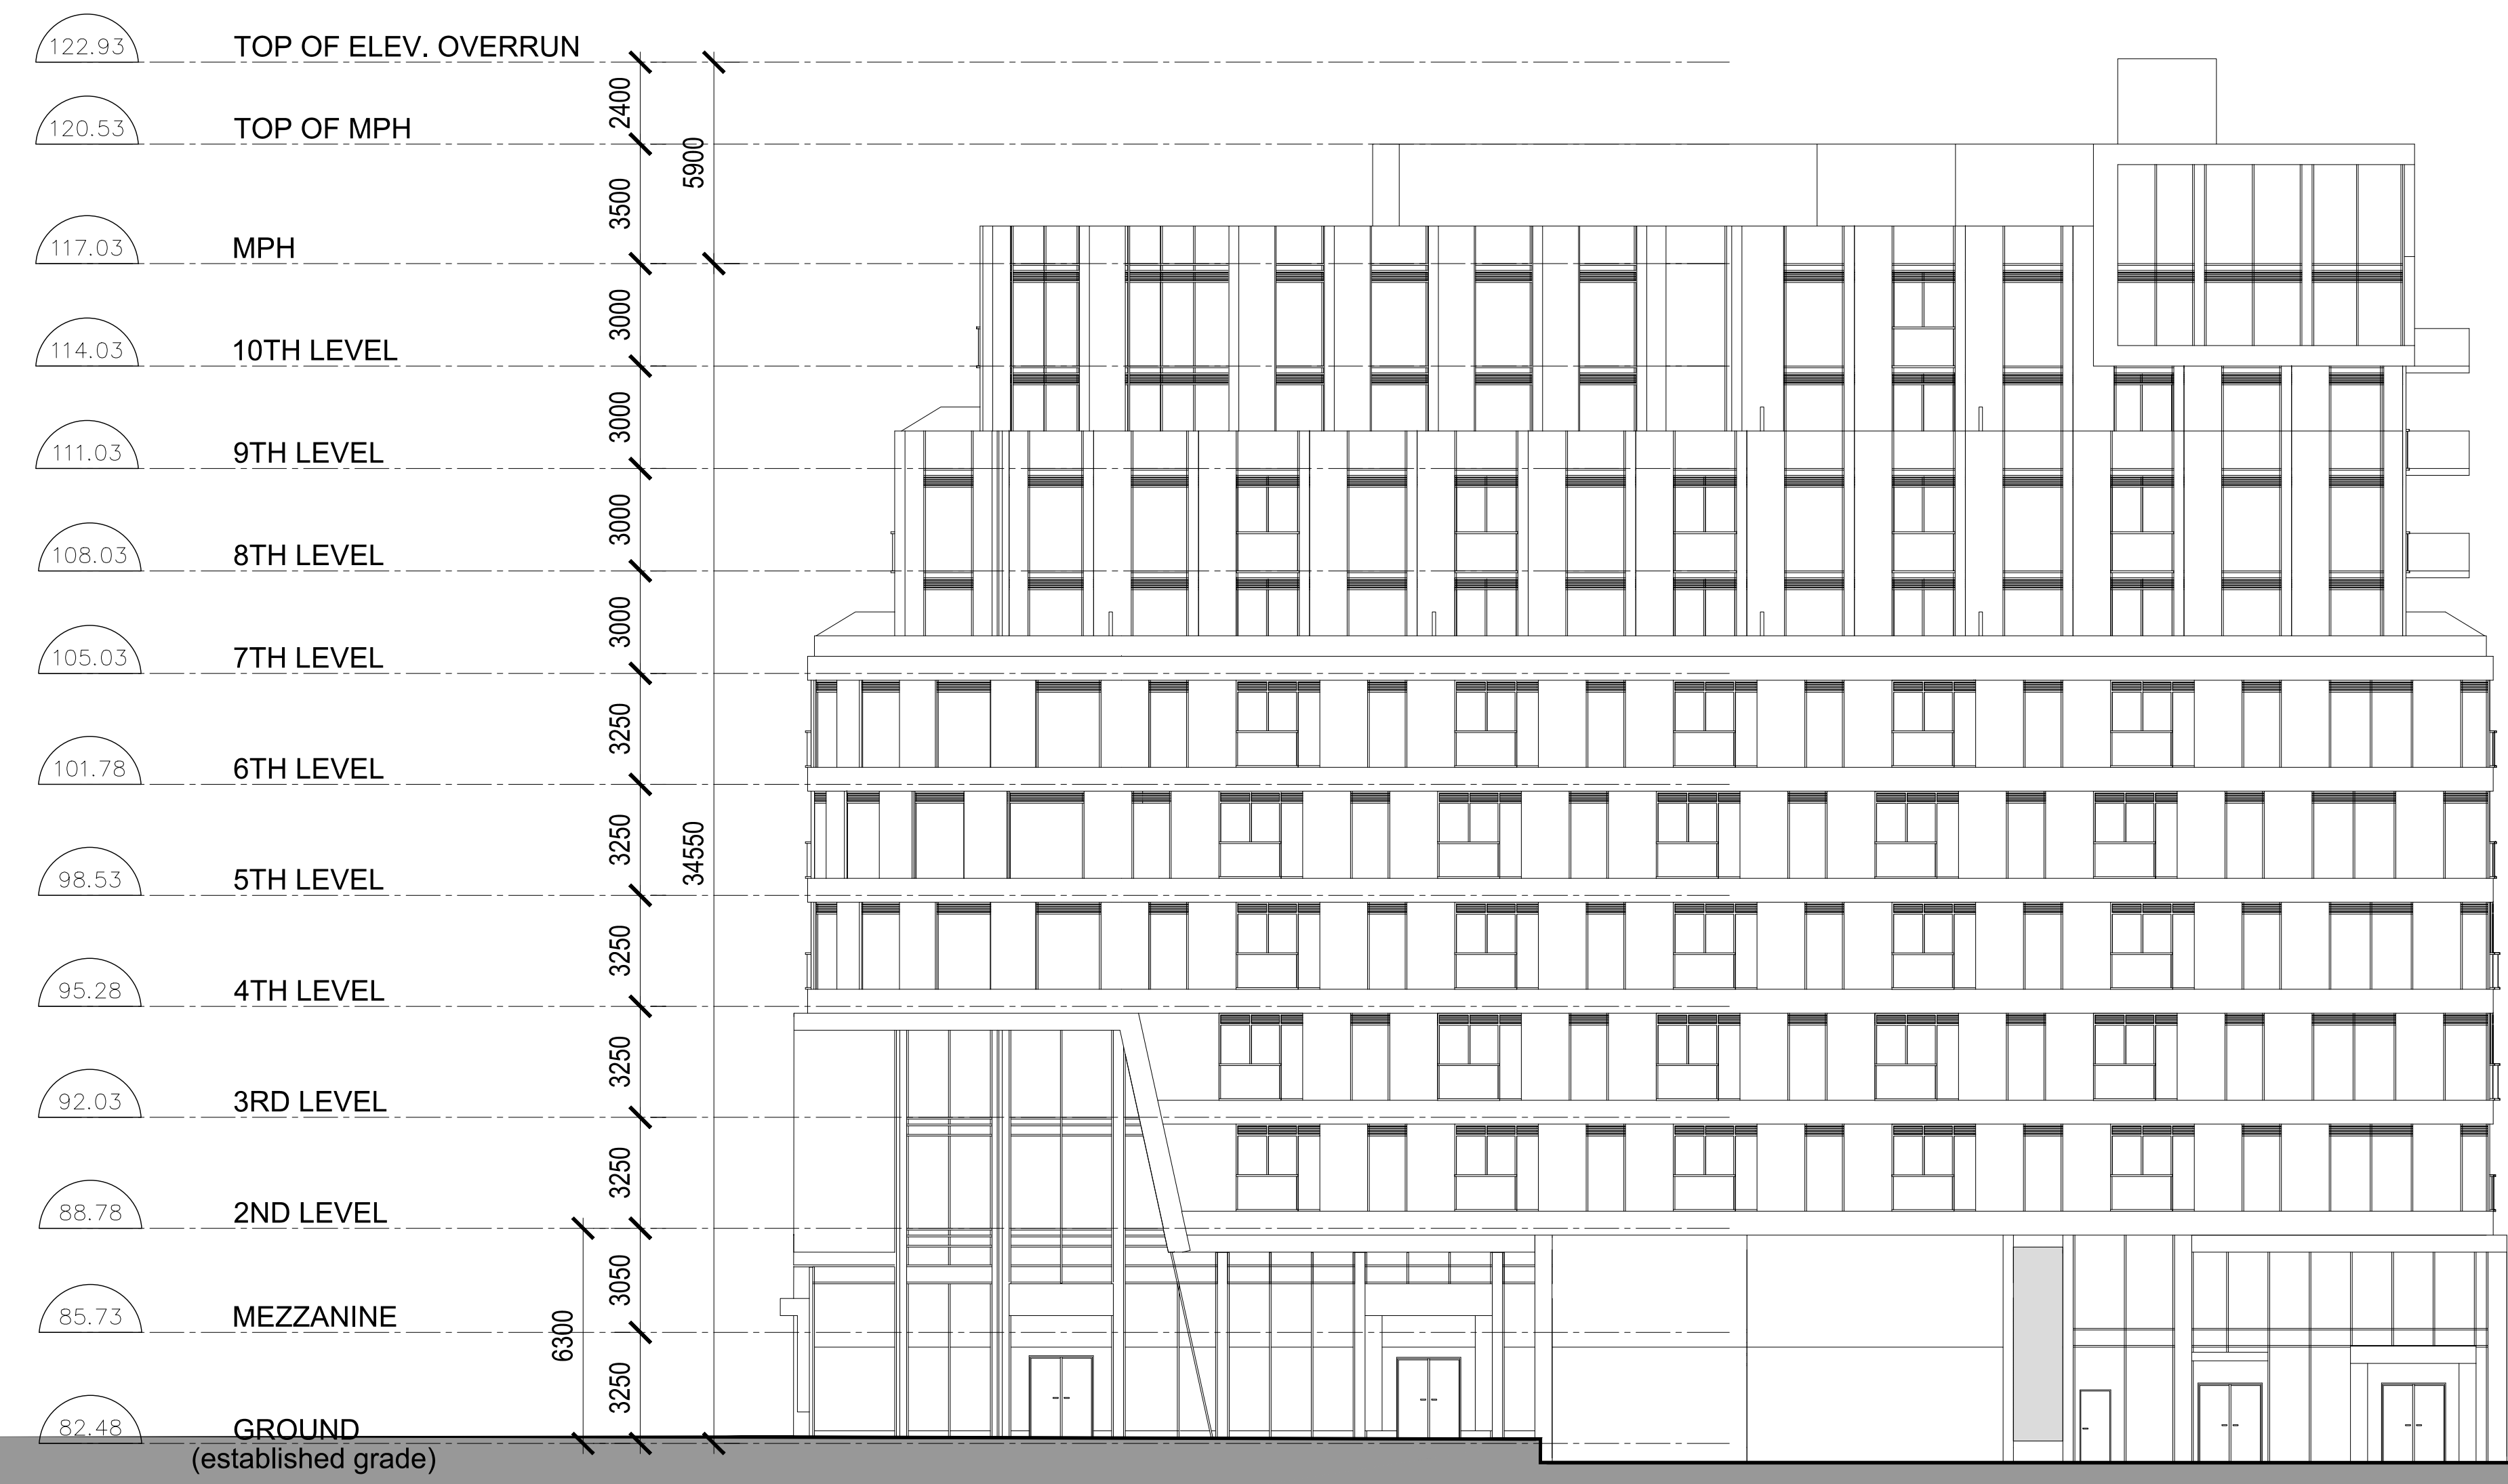 122.93 TOP OF ELEV. OVERRUN
2400
120.53 TOP OF MPH
5900
3500
117.03 MPH
3000
114.03 10TH LEVEL
3000
111.03 9TH LEVEL
3000
108.03 8TH LEVEL
3000
105.03 7TH LEVEL
3250
101.78 6TH LEVEL
3250
34550
98.53 5TH LEVEL
3250
95.28 4TH LEVEL
3250
92.03 3RD LEVEL
3250
88.78 2ND LEVEL
3050
85.73 MEZZANINE
6300
3250
82.48 GROUND
(established grade)